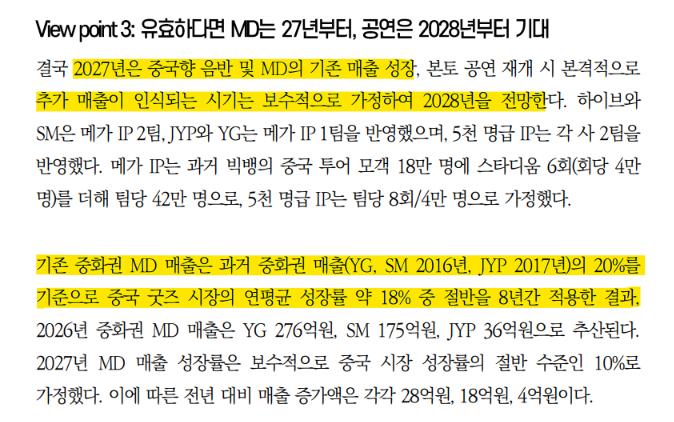 View point 3: 유효하다면 MD는 27년부터, 공연은 2028년부터 기대
결국 2027년은 중국향 음반 및 MD의 기존 매출 성장, 본토 공연 재개 시 본격적으로
추가 매출이 인식되는 시기는 보수적으로 가정하여 2028년을 전망한다. 하이브와
SM은 메가 IP 2팀, JYP와 YG는 메가 IP 1팀을 반영했으며, 5천 명급 IP는 각 사 2팀을
반영했다. 메가 IP는 과거 빅뱅의 중국 투어 모객 18만 명에 스타디움 6회(회당 4만
명)를 더해 팀당 42만 명으로, 5천 명급 IP는 팀당 8회/4만 명으로 가정했다.
기존 중화권 MD 매출은 과거 중화권 매출(YG, SM 2016년, JYP 2017년)의 20%를
기준으로 중국 굿즈 시장의 연평균 성장률 약 18% 중 절반을 8년간 적용한 결과,
2026년 중화권 MD 매출은 YG 276억원, SM 175억원, JYP 36억원으로 추산된다.
2027년 MD 매출 성장률은 보수적으로 중국 시장 성장률의 절반 수준인 10%로
가정했다. 이에 따른 전년 대비 매출 증가액은 각각 28억원, 18억원, 4억원이다.